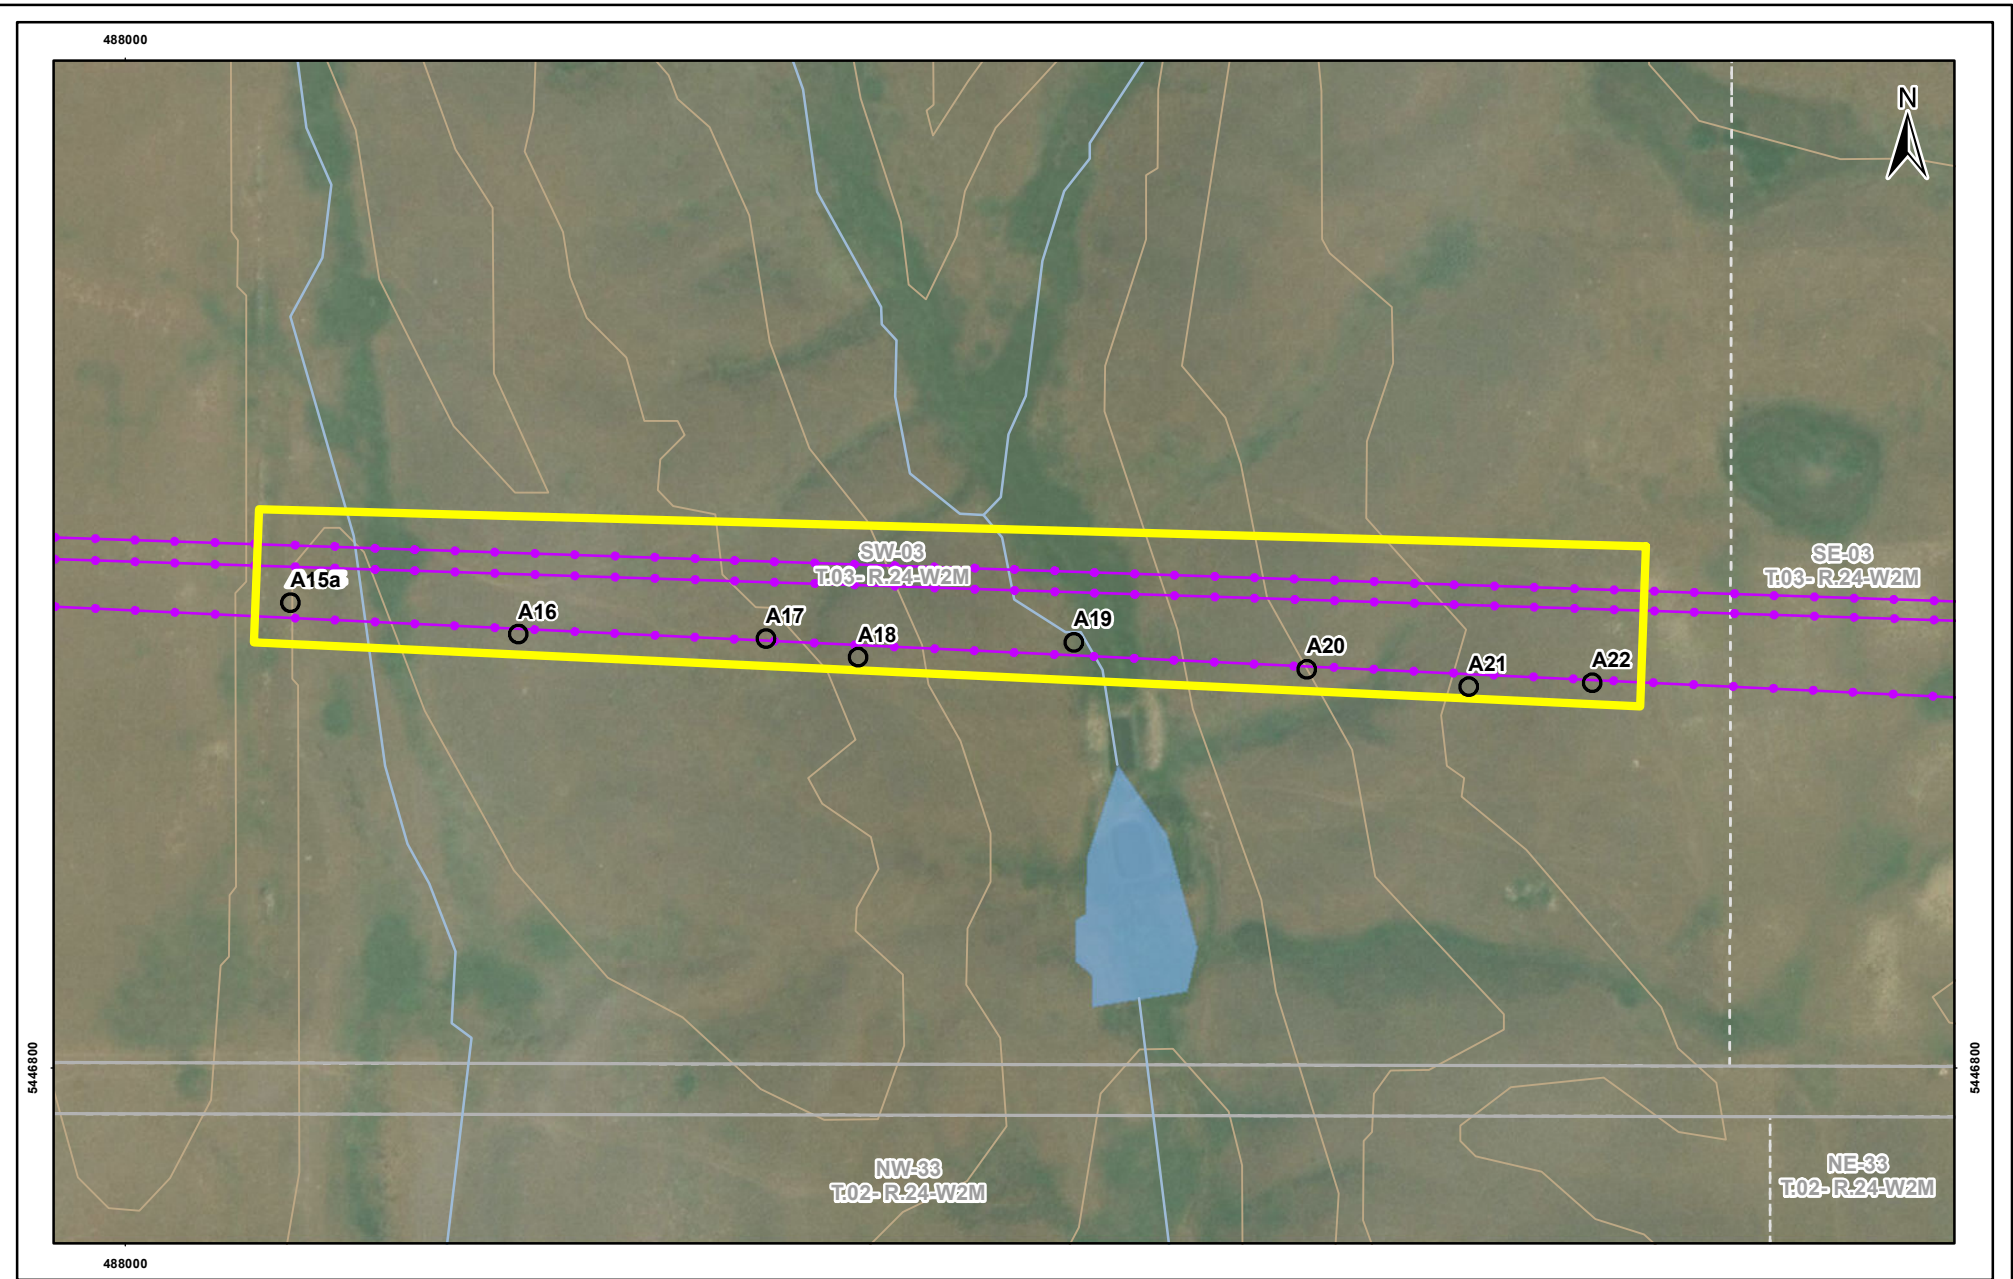 488000
N
SW-03
T.03- R.24-W2M
SE-03
T.03- R.24-W2M
A15a
A16
A17
A18
A19
A20
A21
A22
5446800
5446800
NW-33
T.02- R.24-W2M
NE-33
T.02- R.24-W2M
488000